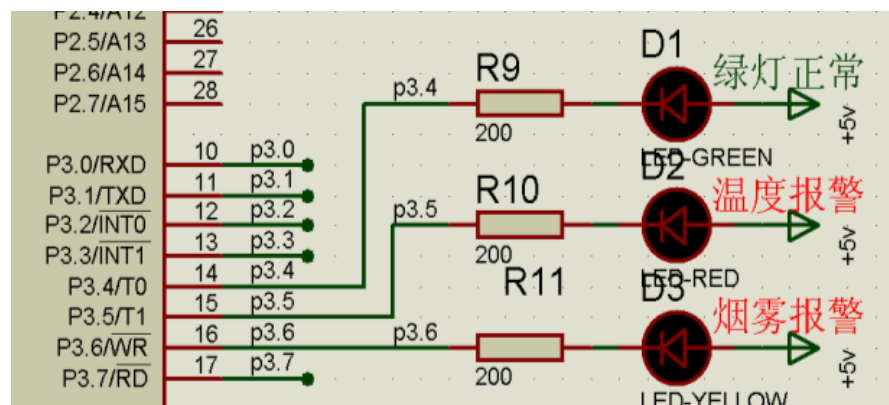 P2.4/A12
P2.5/A13 26
P2.6/A14 27
P2.7/A15 28
P3.0/RXD 10 p3.0
P3.1/TXD 11 p3.1
P3.2/INT0 12 p3.2
P3.3/INT1 13 p3.3
P3.4/T0 14 p3.4
P3.5/T1 15 p3.5
P3.6/WR 16 p3.6
P3.7/RD 17 p3.7
p3.4
R9
200
D1
绿灯正常
+5v
LED-GREEN
p3.5
R10
200
D2
温度报警
+5v
LED-RED
p3.6
R11
200
D3
烟雾报警
+5v
LED-YELLOW